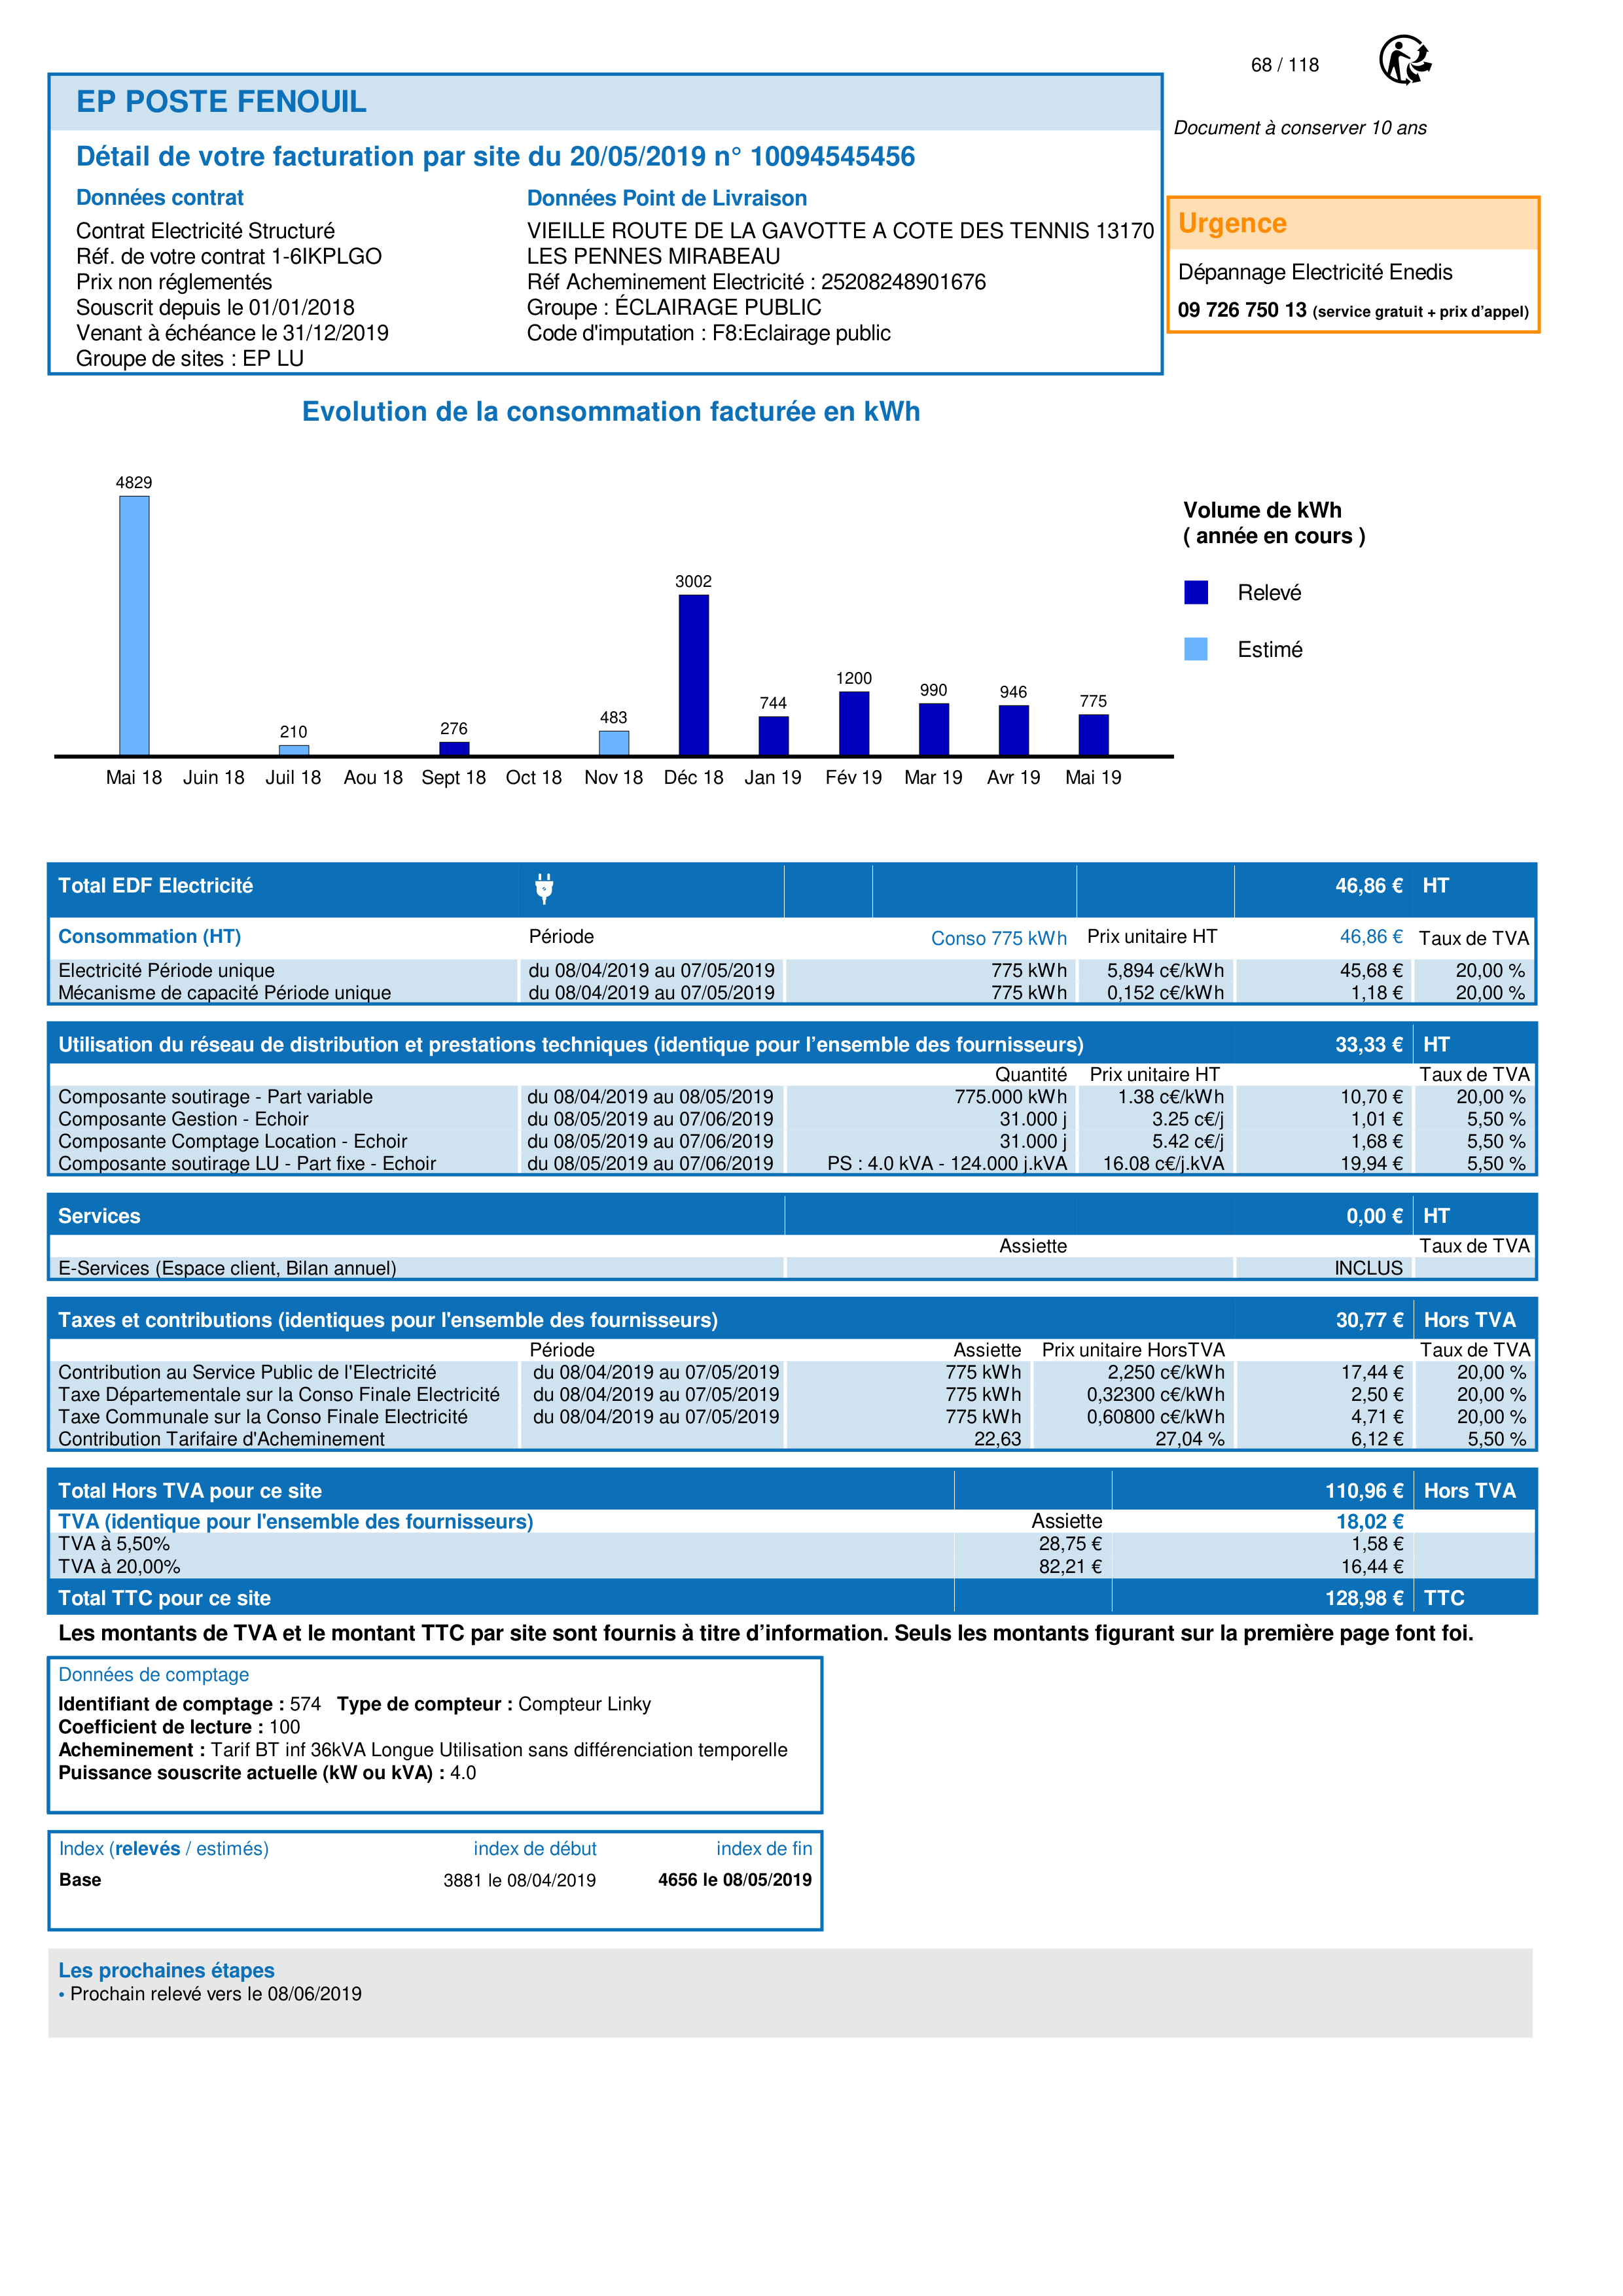 68 / 118
EP POSTE FENOUIL
Document à conserver 10 ans
Détail de votre facturation par site du 20/05/2019 n° 10094545456
Données contrat
Contrat Electricité Structuré
Réf. de votre contrat 1-6IKPLGO
Prix non réglementés
Souscrit depuis le 01/01/2018
Venant à échéance le 31/12/2019
Groupe de sites : EP LU
Données Point de Livraison
VIEILLE ROUTE DE LA GAVOTTE A COTE DES TENNIS 13170
LES PENNES MIRABEAU
Réf Acheminement Electricité : 25208248901676
Groupe : ÉCLAIRAGE PUBLIC
Code d'imputation : F8:Eclairage public
Urgence
Dépannage Electricité Enedis
09 726 750 13 (service gratuit + prix d'appel)
Evolution de la consommation facturée en kWh
4829 210 276 483 3002 744 1200 990 946 775
Mai 18 Juin 18 Juil 18 Aou 18 Sept 18 Oct 18 Nov 18 Déc 18 Jan 19 Fév 19 Mar 19 Avr 19 Mai 19
Volume de kWh
( année en cours )
Relevé
Estimé
Total EDF Electricité 46,86 € HT
Consommation (HT) Période Conso 775 kWh Prix unitaire HT 46,86 € Taux de TVA
Electricité Période unique du 08/04/2019 au 07/05/2019 775 kWh 5,894 c€/kWh 45,68 € 20,00 %
Mécanisme de capacité Période unique du 08/04/2019 au 07/05/2019 775 kWh 0,152 c€/kWh 1,18 € 20,00 %
Utilisation du réseau de distribution et prestations techniques (identique pour l'ensemble des fournisseurs) 33,33 € HT
Quantité Prix unitaire HT Taux de TVA
Composante soutirage - Part variable du 08/04/2019 au 08/05/2019 775.000 kWh 1.38 c€/kWh 10,70 € 20,00 %
Composante Gestion - Echoir du 08/05/2019 au 07/06/2019 31.000 j 3.25 c€/j 1,01 € 5,50 %
Composante Comptage Location - Echoir du 08/05/2019 au 07/06/2019 31.000 j 5.42 c€/j 1,68 € 5,50 %
Composante soutirage LU - Part fixe - Echoir du 08/05/2019 au 07/06/2019 PS : 4.0 kVA - 124.000 j.kVA 16.08 c€/j.kVA 19,94 € 5,50 %
Services 0,00 € HT
Assiette Taux de TVA
E-Services (Espace client, Bilan annuel) INCLUS
Taxes et contributions (identiques pour l'ensemble des fournisseurs) 30,77 € Hors TVA
Période Assiette Prix unitaire HorsTVA Taux de TVA
Contribution au Service Public de l'Electricité du 08/04/2019 au 07/05/2019 775 kWh 2,250 c€/kWh 17,44 € 20,00 %
Taxe Départementale sur la Conso Finale Electricité du 08/04/2019 au 07/05/2019 775 kWh 0,32300 c€/kWh 2,50 € 20,00 %
Taxe Communale sur la Conso Finale Electricité du 08/04/2019 au 07/05/2019 775 kWh 0,60800 c€/kWh 4,71 € 20,00 %
Contribution Tarifaire d'Acheminement 22,63 27,04 % 6,12 € 5,50 %
Total Hors TVA pour ce site 110,96 € Hors TVA
TVA (identique pour l'ensemble des fournisseurs) Assiette 18,02 €
TVA à 5,50% 28,75 € 1,58 €
TVA à 20,00% 82,21 € 16,44 €
Total TTC pour ce site 128,98 € TTC
Les montants de TVA et le montant TTC par site sont fournis à titre d'information. Seuls les montants figurant sur la première page font foi.
Données de comptage
Identifiant de comptage : 574 Type de compteur : Compteur Linky
Coefficient de lecture : 100
Acheminement : Tarif BT inf 36kVA Longue Utilisation sans différenciation temporelle
Puissance souscrite actuelle (kW ou kVA) : 4.0
Index (relevés / estimés) index de début index de fin
Base 3881 le 08/04/2019 4656 le 08/05/2019
Les prochaines étapes
• Prochain relevé vers le 08/06/2019